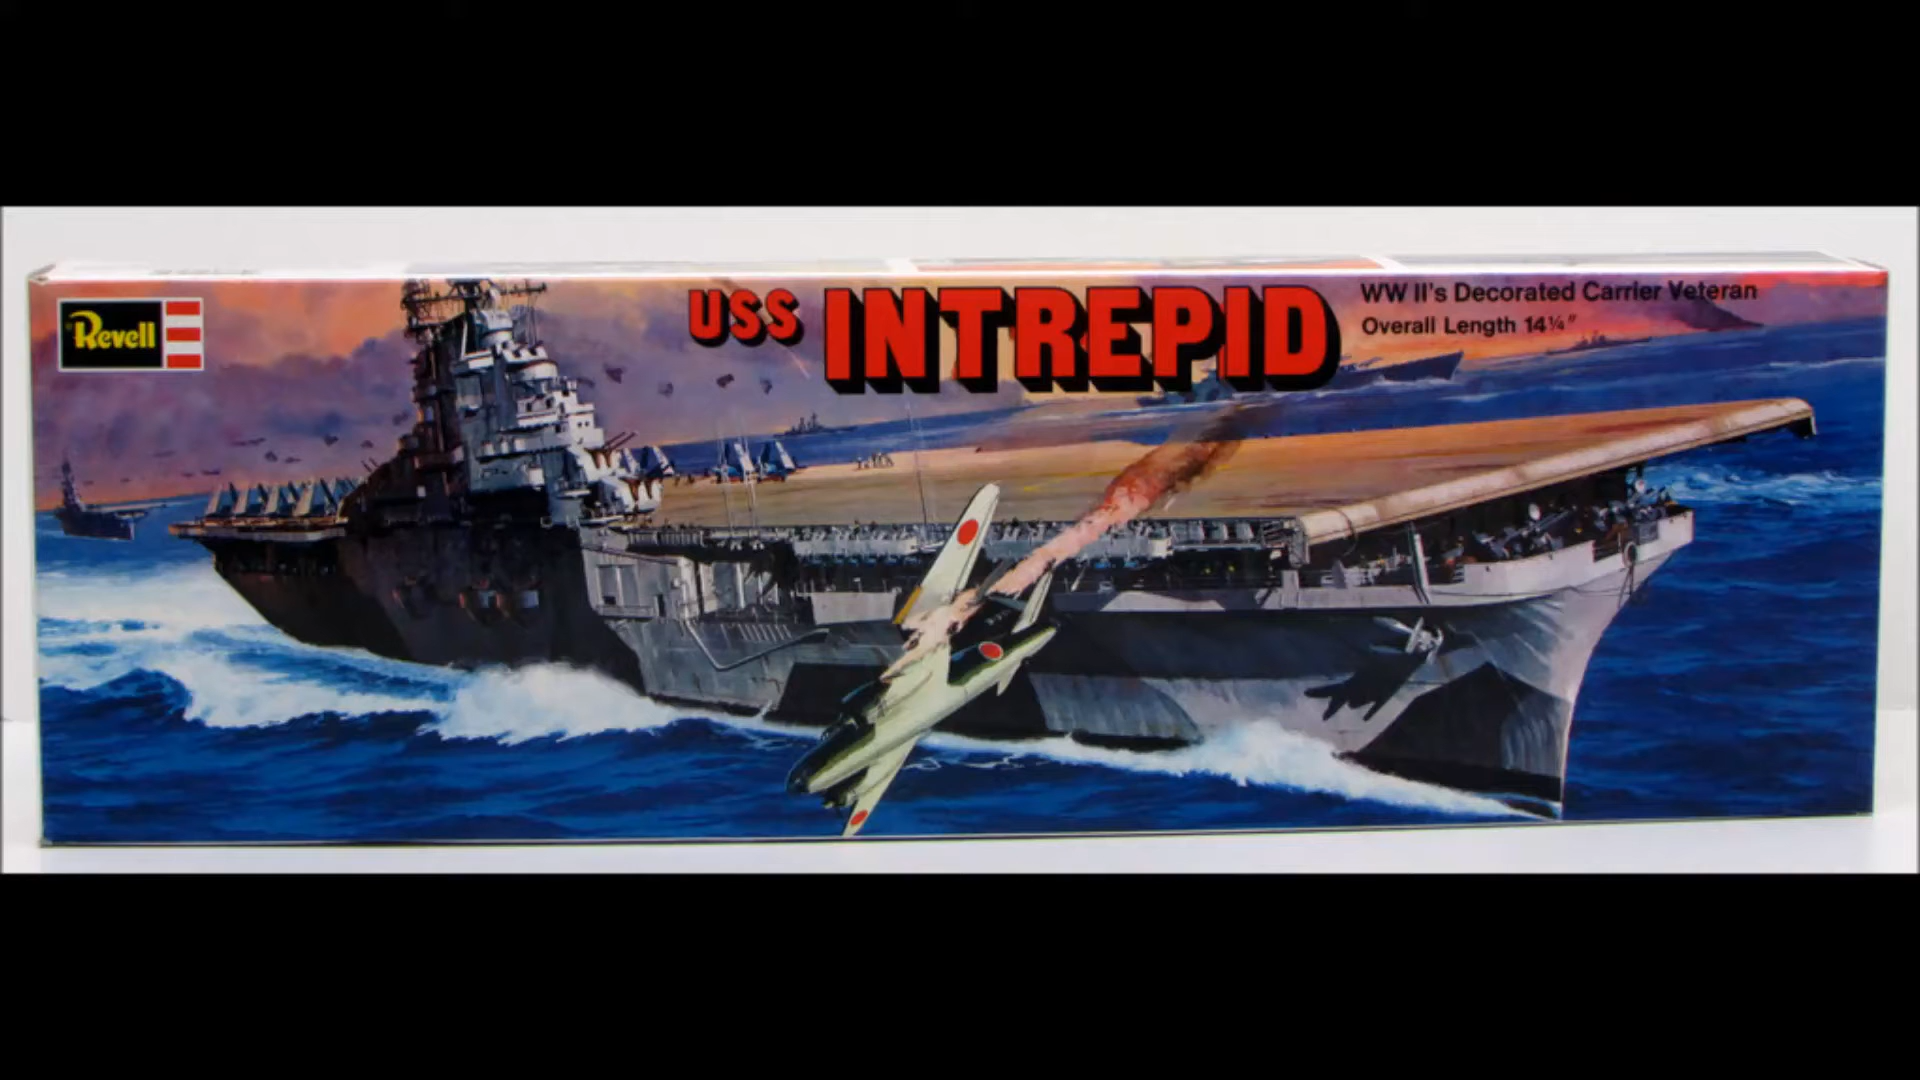 Revell
USS INTREPID
WW II's Decorated Carrier Veteran
Overall Length 14¼"